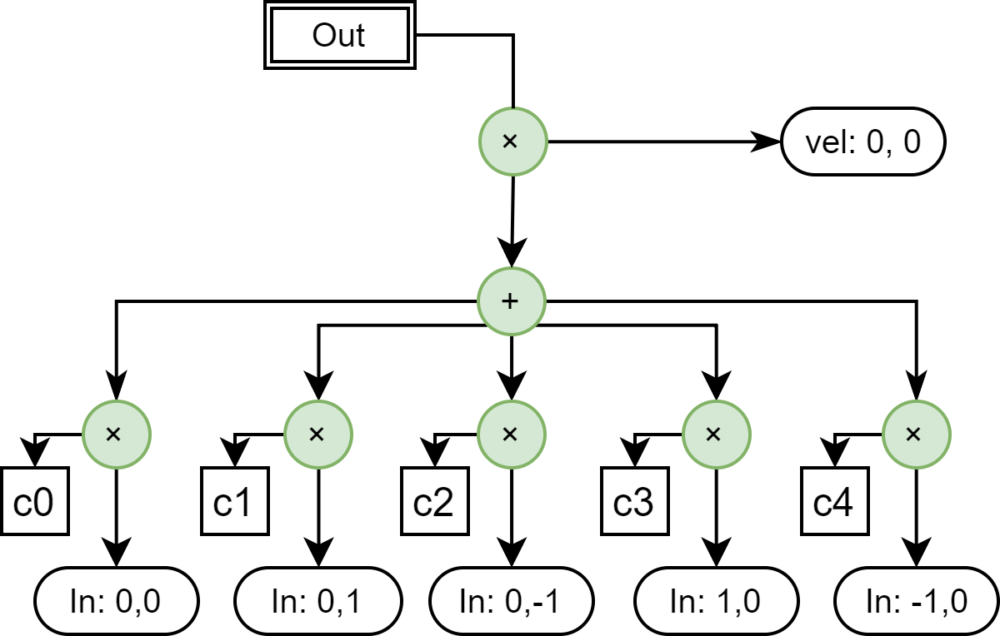 Out
×
vel: 0, 0
+
×
×
×
×
×
c0
c1
c2
c3
c4
In: 0,0
In: 0,1
In: 0,-1
In: 1,0
In: -1,0